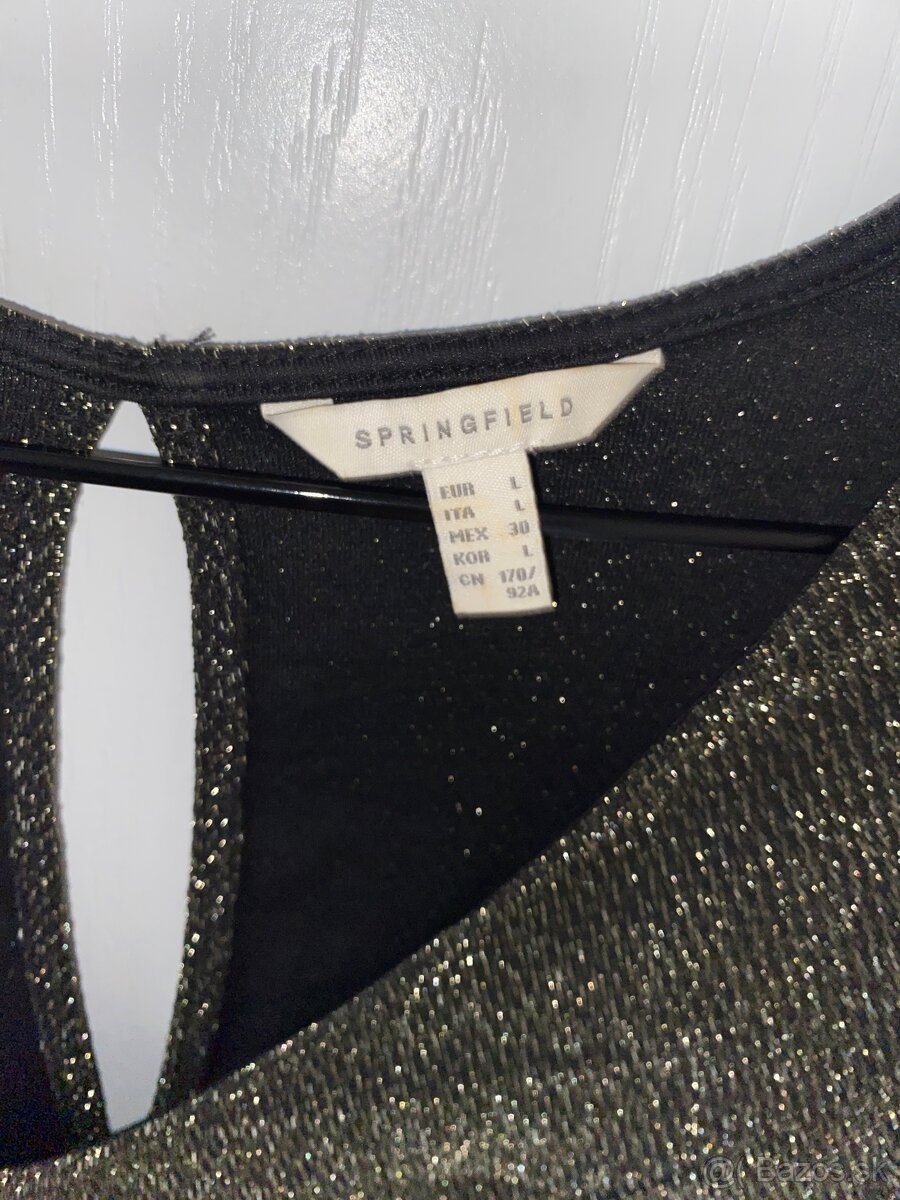 SPRINGFIELD
EUR L
ITA L
MEX 30
KOR L
CN 170/
92A
@ Bazos.sk